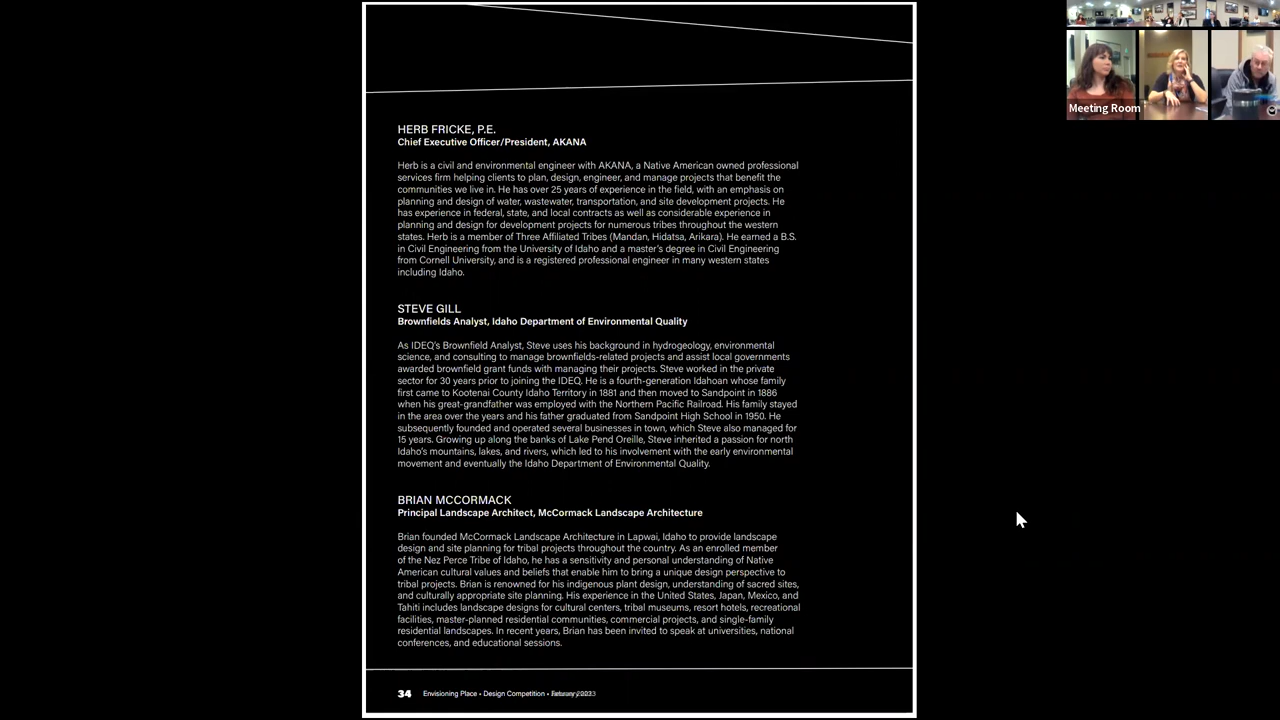 HERB FRICKE, P.E.
Chief Executive Officer/President, AKANA
Herb is a civil and environmental engineer with AKANA, a Native American owned professional
services firm helping clients to plan, design, engineer, and manage projects that benefit the
communities we live in. He has over 25 years of experience in the field, with an emphasis on
planning and design of water, wastewater, transportation, and site development projects. He
has experience in federal, state, and local contracts as well as considerable experience in
planning and design for development projects for numerous tribes throughout the western
states. Herb is a member of Three Affiliated Tribes (Mandan, Hidatsa, Arikara). He earned a B.S.
in Civil Engineering from the University of Idaho and a master's degree in Civil Engineering
from Cornell University, and is a registered professional engineer in many western states
including Idaho.
STEVE GILL
Brownfields Analyst, Idaho Department of Environmental Quality
As IDEQ's Brownfield Analyst, Steve uses his background in hydrogeology, environmental
science, and consulting to manage brownfields-related projects and assist local governments
awarded brownfield grant funds with managing their projects. Steve worked in the private
sector for 30 years prior to joining the IDEQ. He is a fourth-generation Idahoan whose family
first came to Kootenai County Idaho Territory in 1881 and then moved to Sandpoint in 1886
when his great-grandfather was employed with the Northern Pacific Railroad. His family stayed
in the area over the years and his father graduated from Sandpoint High School in 1950. He
subsequently founded and operated several businesses in town, which Steve also managed for
15 years. Growing up along the banks of Lake Pend Oreille, Steve inherited a passion for north
Idaho's mountains, lakes, and rivers, which led to his involvement with the early environmental
movement and eventually the Idaho Department of Environmental Quality.
BRIAN MCCORMACK
Principal Landscape Architect, McCormack Landscape Architecture
Brian founded McCormack Landscape Architecture in Lapwai, Idaho to provide landscape
design and site planning for tribal projects throughout the country. As an enrolled member
of the Nez Perce Tribe of Idaho, he has a sensitivity and personal understanding of Native
American cultural values and beliefs that enable him to bring a unique design perspective to
tribal projects. Brian is renowned for his indigenous plant design, understanding of sacred sites,
and culturally appropriate site planning. His experience in the United States, Japan, Mexico, and
Tahiti includes landscape designs for cultural centers, tribal museums, resort hotels, recreational
facilities, master-planned residential communities, commercial projects, and single-family
residential landscapes. In recent years, Brian has been invited to speak at universities, national
conferences, and educational sessions.
34 Envisioning Place • Design Competition •
Meeting Room